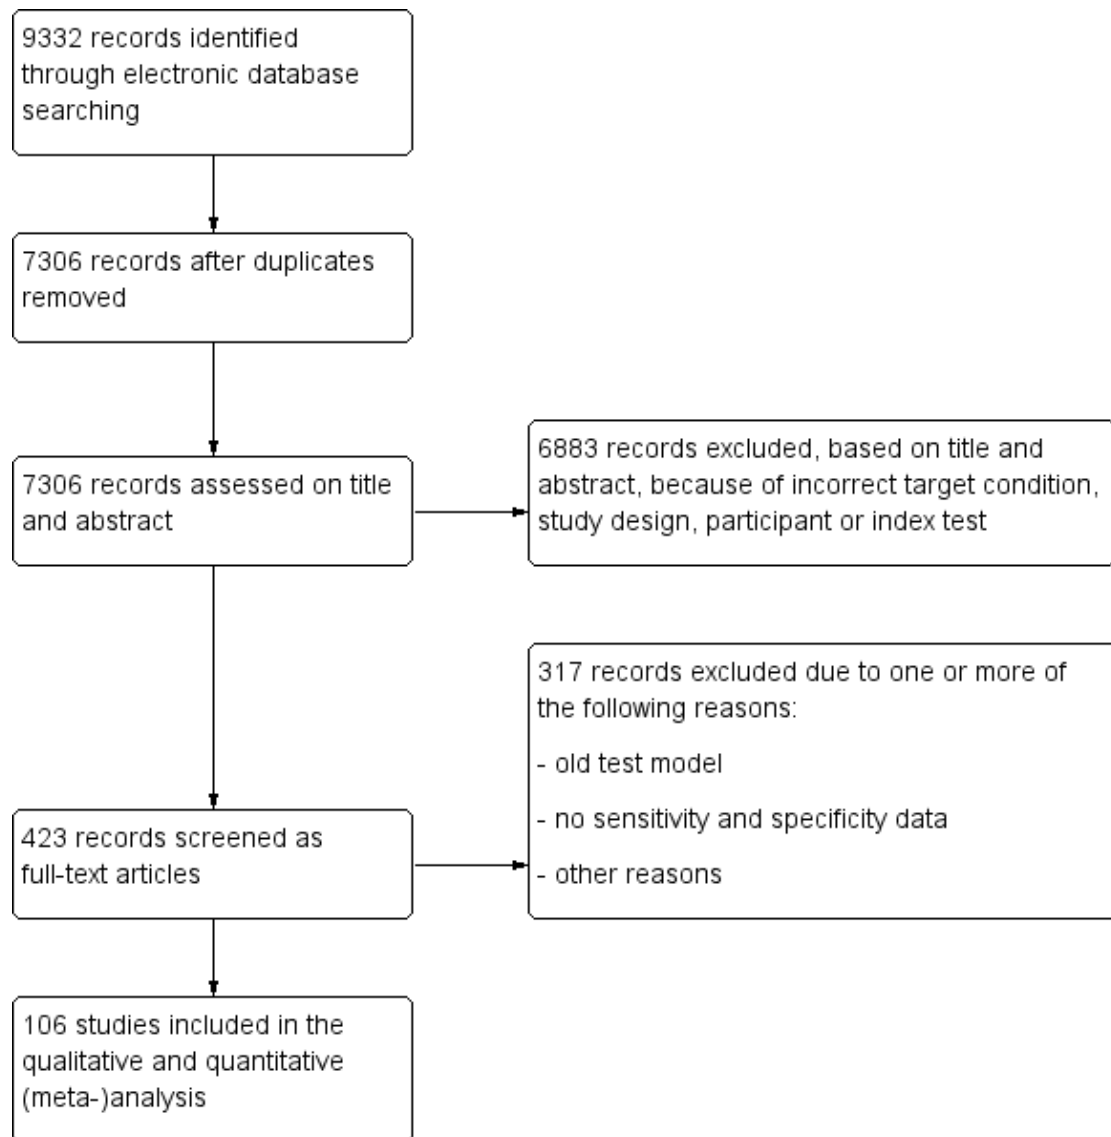 9332 records identified
through electronic database
searching
7306 records after duplicates
removed
7306 records assessed on title
and abstract
6883 records excluded, based on title and
abstract, because of incorrect target condition,
study design, participant or index test
317 records excluded due to one or more of
the following reasons:
- old test model
- no sensitivity and specificity data
- other reasons
423 records screened as
full-text articles
106 studies included in the
qualitative and quantitative
(meta-)analysis